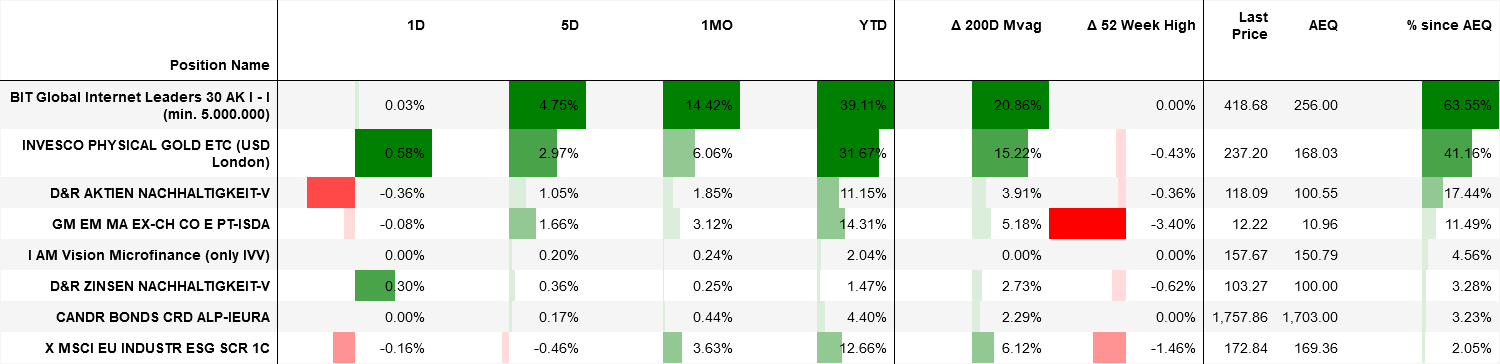 Position Name 1D 5D 1MO YTD Δ 200D Mvag Δ 52 Week High Last Price AEQ % since AEQ
BIT Global Internet Leaders 30 AK I - I (min. 5.000.000) 0.03% 4.75% 14.42% 39.11% 20.86% 0.00% 418.68 256.00 63.55%
INVESCO PHYSICAL GOLD ETC (USD London) 0.58% 2.97% 6.06% 31.67% 15.22% -0.43% 237.20 168.03 41.16%
D&R AKTIEN NACHHALTIGKEIT-V -0.36% 1.05% 1.85% 11.15% 3.91% -0.36% 118.09 100.55 17.44%
GM EM MA EX-CH CO E PT-ISDA -0.08% 1.66% 3.12% 14.31% 5.18% -3.40% 12.22 10.96 11.49%
I AM Vision Microfinance (only IVV) 0.00% 0.20% 0.24% 2.04% 0.00% 0.00% 157.67 150.79 4.56%
D&R ZINSEN NACHHALTIGKEIT-V 0.30% 0.36% 0.25% 1.47% 2.73% -0.62% 103.27 100.00 3.28%
CANDR BONDS CRD ALP-IEURA 0.00% 0.17% 0.44% 4.40% 2.29% 0.00% 1,757.86 1,703.00 3.23%
X MSCI EU INDUSTR ESG SCR 1C -0.16% -0.46% 3.63% 12.66% 6.12% -1.46% 172.84 169.36 2.05%